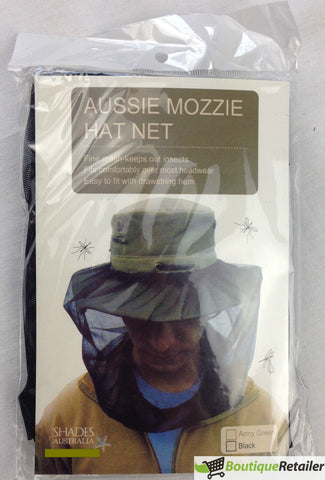 AUSSIE MOZZIE
HAT NET
Fine mesh-keeps out insects
Fits comfortably over most headwear
Easy to fit with drawstring hem
SHADES
AUSTRALIA
Army Green
Black
BoutiqueRetailer